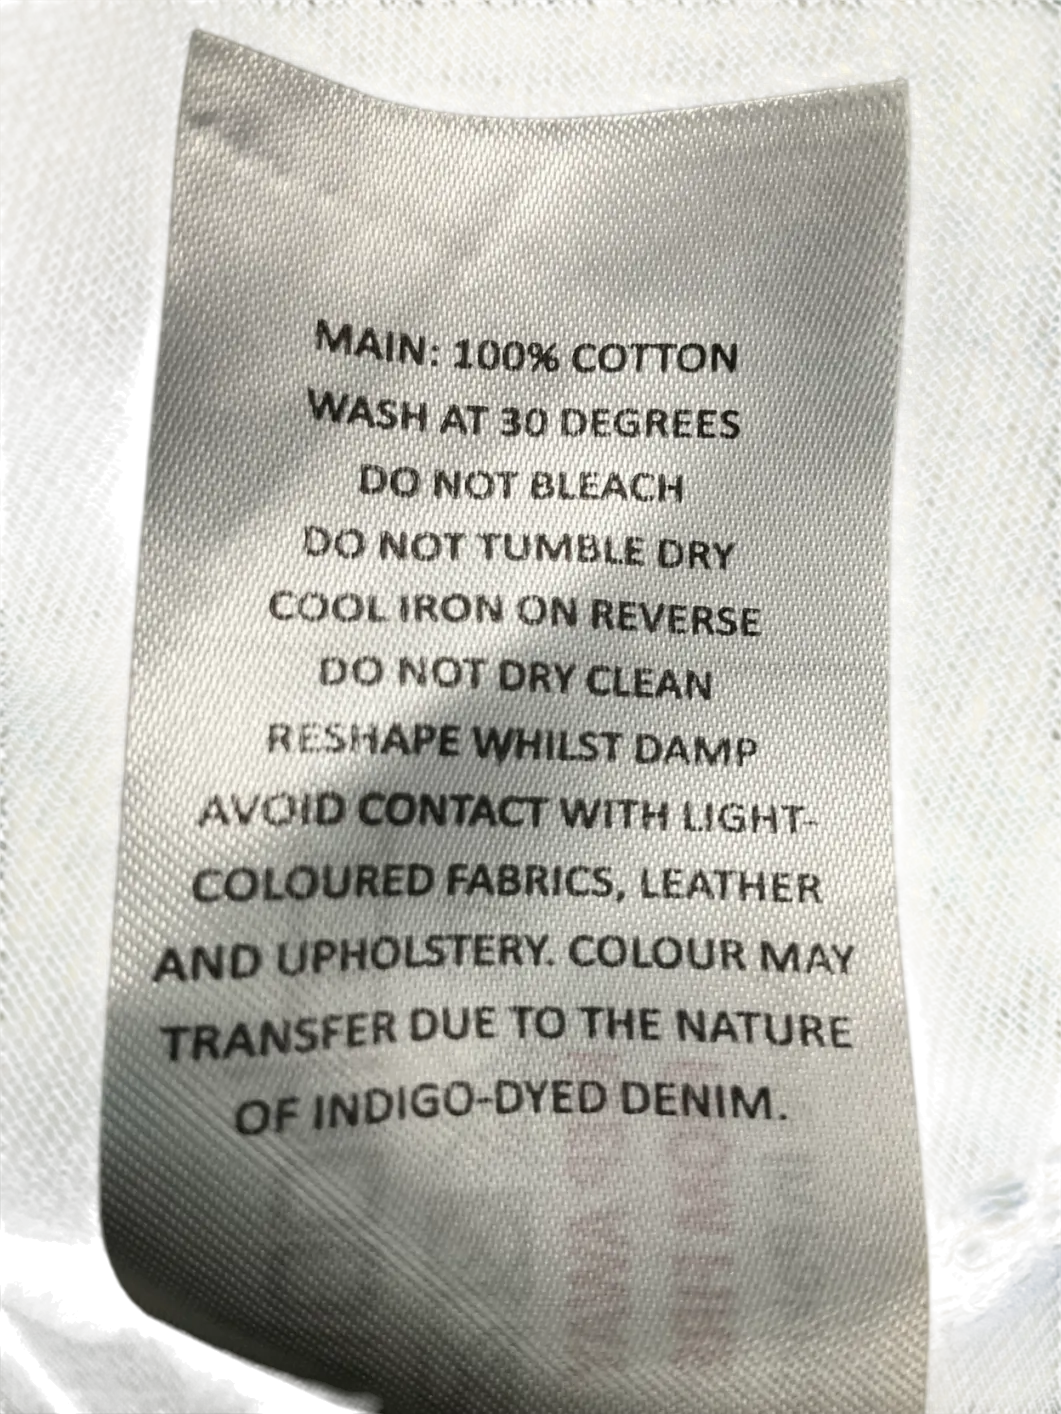 MAIN: 100% COTTON
WASH AT 30 DEGREES
DO NOT BLEACH
DO NOT TUMBLE DRY
COOL IRON ON REVERSE
DO NOT DRY CLEAN
RESHAPE WHILST DAMP
AVOID CONTACT WITH LIGHT-
COLOURED FABRICS, LEATHER
AND UPHOLSTERY. COLOUR MAY
TRANSFER DUE TO THE NATURE
OF INDIGO-DYED DENIM.